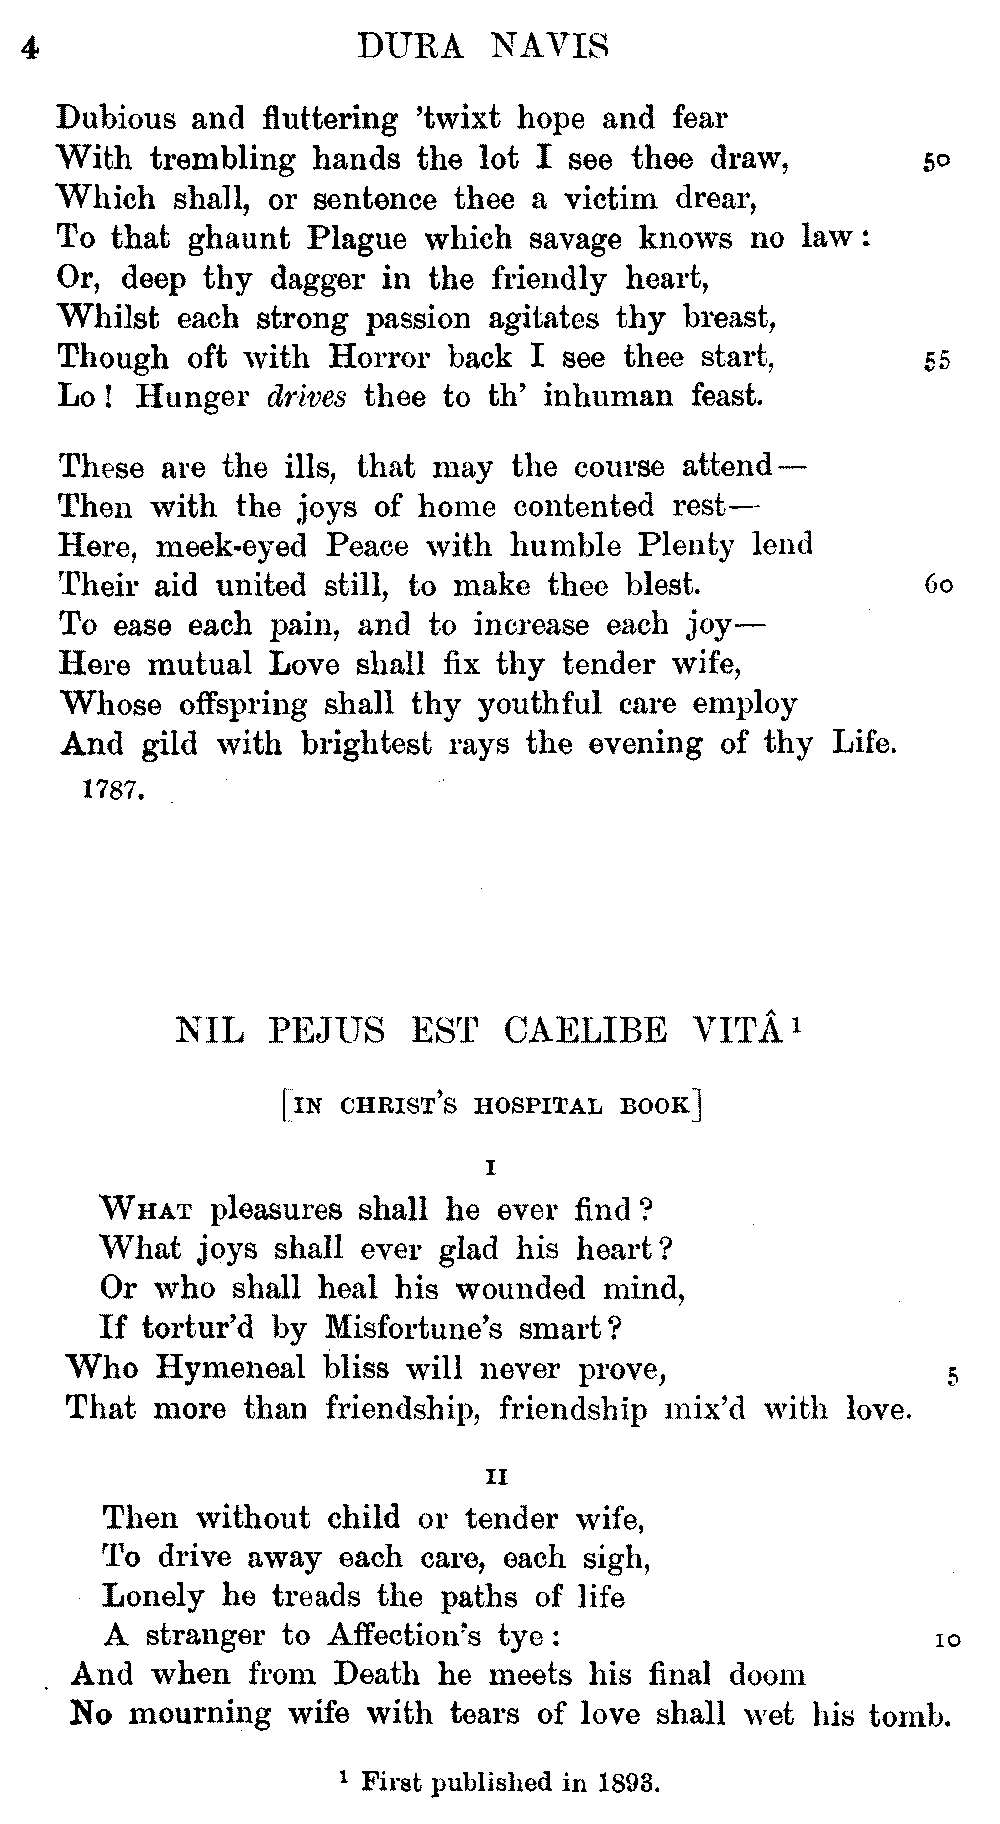 4 DURA NAVIS
Dubious and fluttering 'twixt hope and fear
With trembling hands the lot I see thee draw, 50
Which shall, or sentence thee a victim drear,
To that ghaunt Plague which savage knows no law :
Or, deep thy dagger in the friendly heart,
Whilst each strong passion agitates thy breast,
Though oft with Horror back I see thee start, 55
Lo ! Hunger drives thee to th' inhuman feast.
These are the ills, that may the course attend—
Then with the joys of home contented rest—
Here, meek-eyed Peace with humble Plenty lend
Their aid united still, to make thee blest. 60
To ease each pain, and to increase each joy—
Here mutual Love shall fix thy tender wife,
Whose offspring shall thy youthful care employ
And gild with brightest rays the evening of thy Life.
1787.
NIL PEJUS EST CAELIBE VITÂ 1
[IN CHRIST'S HOSPITAL BOOK]
I
WHAT pleasures shall he ever find ?
What joys shall ever glad his heart ?
Or who shall heal his wounded mind,
If tortur'd by Misfortune's smart ?
Who Hymeneal bliss will never prove, 5
That more than friendship, friendship mix'd with love.
II
Then without child or tender wife,
To drive away each care, each sigh,
Lonely he treads the paths of life
A stranger to Affection's tye : 10
And when from Death he meets his final doom
No mourning wife with tears of love shall wet his tomb.
1 First published in 1893.